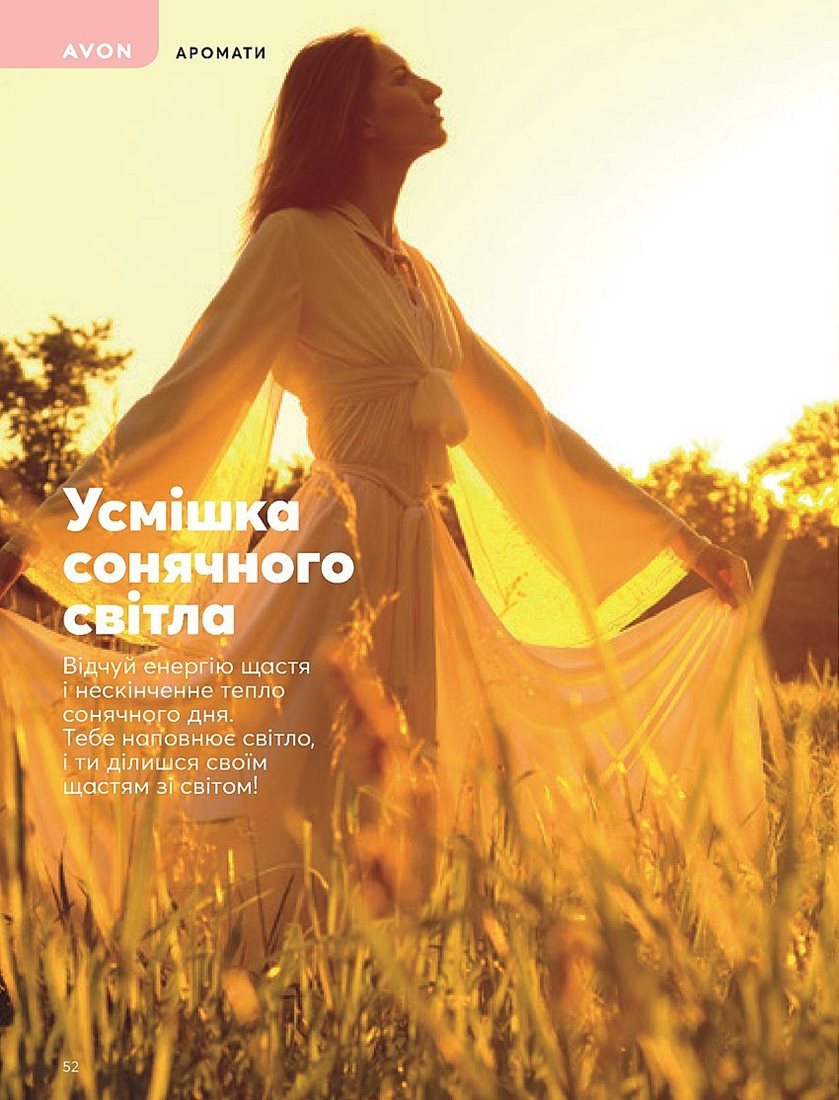 AVON АРОМАТИ
Усмішка
сонячного
світла
Відчуй енергію щастя
і нескінченне тепло
сонячного дня.
Тебе наповнює світло,
і ти ділишся своїм
щастям зі світом!
52